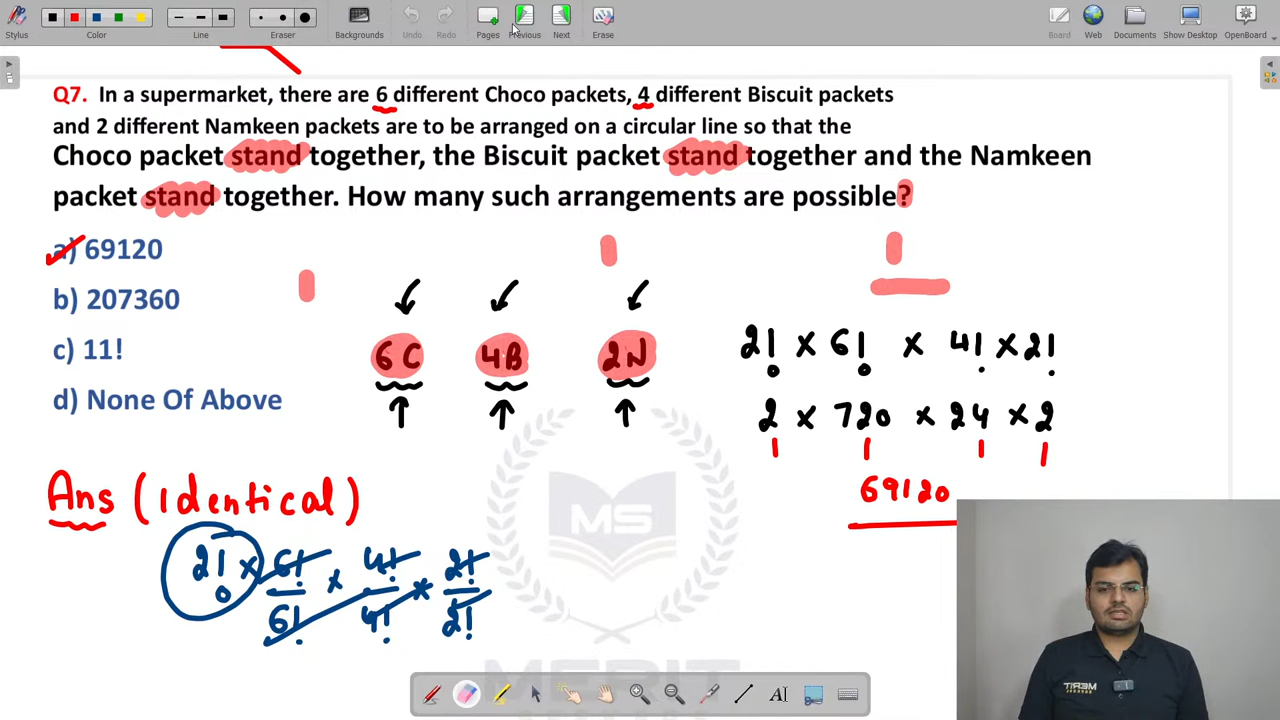 Stylus Color Line Eraser Backgrounds Undo Redo Pages Previous Next Erase Board Web Documents Show Desktop OpenBoard
Q7. In a supermarket, there are 6 different Choco packets, 4 different Biscuit packets
and 2 different Namkeen packets are to be arranged on a circular line so that the
Choco packet stand together, the Biscuit packet stand together and the Namkeen
packet stand together. How many such arrangements are possible?
a) 69120
b) 207360
c) 11!
d) None Of Above
6C 4B 2N
2! × 6! × 4! × 2!
2 × 720 × 24 × 2
69120
Ans (Identical)
2! × 6!/6! × 4!/4! * 2!/2!
MS
MERIT
MERIT